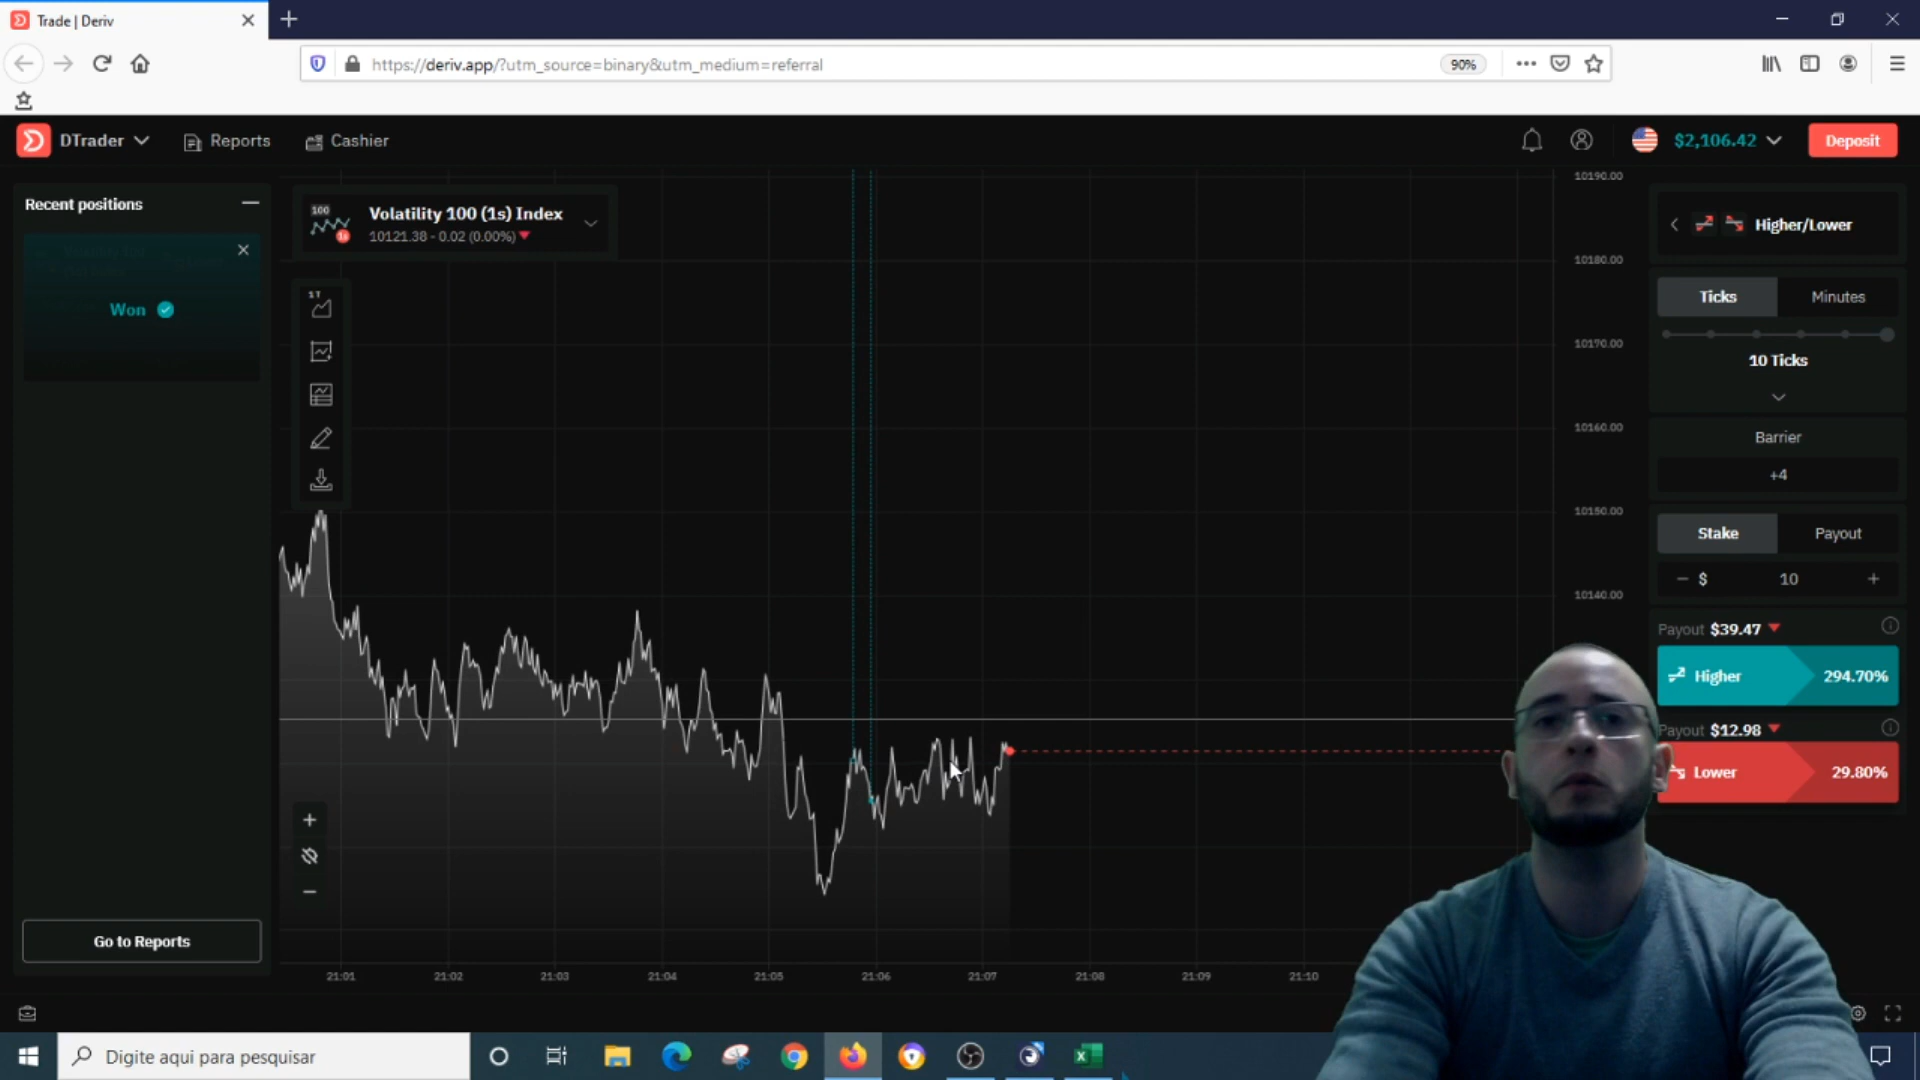 Trade | Deriv
https://deriv.app/?utm_source=binary&utm_medium=referral
90%
DTrader
Reports
Cashier
$2,106.42
Deposit
Recent positions
Won
Go to Reports
100
1s
Volatility 100 (1s) Index
10121.38 - 0.02 (0.00%)
1T
10190.00
10180.00
10170.00
10160.00
10150.00
10140.00
21:01
21:02
21:03
21:04
21:05
21:06
21:07
21:08
21:09
21:10
Higher/Lower
Ticks
Minutes
10 Ticks
Barrier
+4
Stake
Payout
− $ 10 +
Payout $39.47
Higher
294.70%
Payout $12.98
Lower
29.80%
Digite aqui para pesquisar